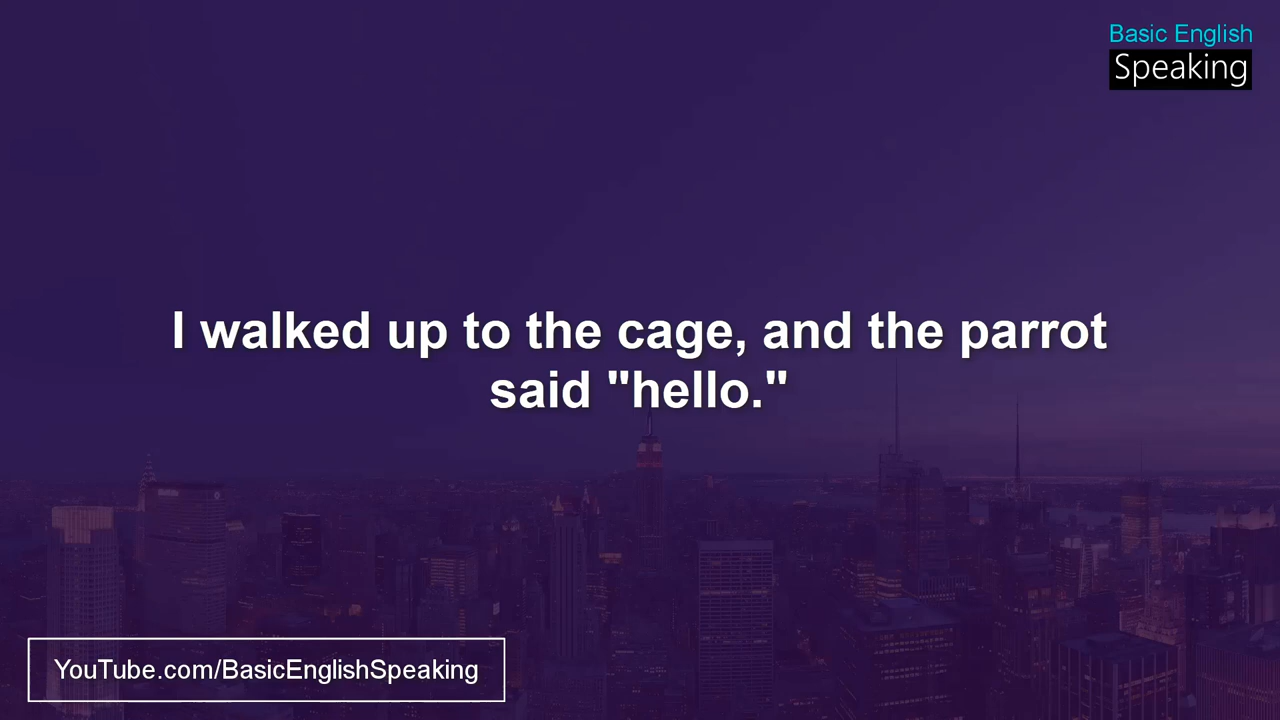 Basic English
Speaking
I walked up to the cage, and the parrot
said "hello."
YouTube.com/BasicEnglishSpeaking